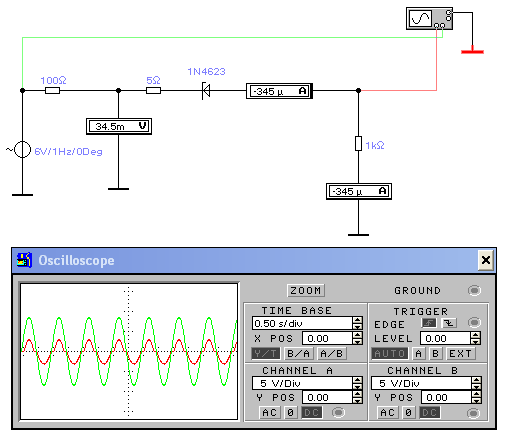 1N4623
100Ω
5Ω
-345 µ A
34.5m V
6V/1Hz/0Deg
1kΩ
-345 µ A
Oscilloscope
ZOOM
GROUND
TIME BASE
0.50 s/div
X POS 0.00
Y/T B/A A/B
TRIGGER
EDGE
LEVEL 0.00
AUTO A B EXT
CHANNEL A
5 V/Div
Y POS 0.00
AC 0 DC
CHANNEL B
5 V/Div
Y POS 0.00
AC 0 DC